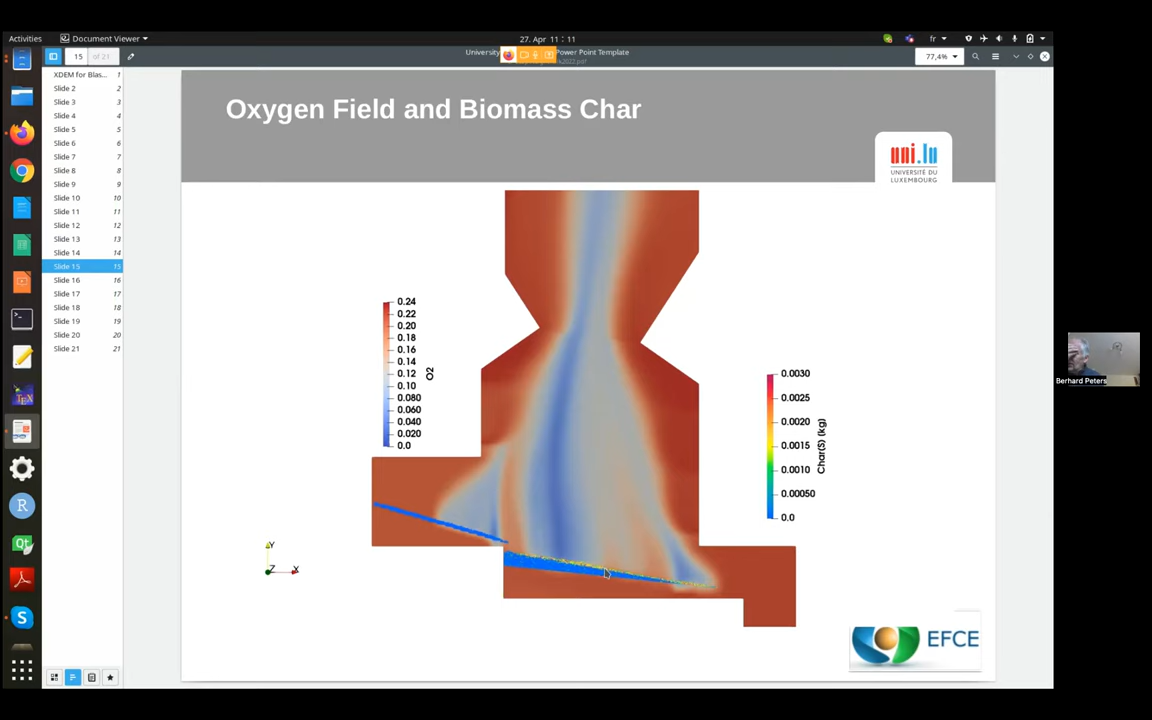 Activities
Document Viewer
27. Apr 11:11
fr
15
of 21
University
Power Point Template
77,4%
XDEM for Blas... 1
Slide 2 2
Slide 3 3
Slide 4 4
Slide 5 5
Slide 6 6
Slide 7 7
Slide 8 8
Slide 9 9
Slide 10 10
Slide 11 11
Slide 12 12
Slide 13 13
Slide 14 14
Slide 15 15
Slide 16 16
Slide 17 17
Slide 18 18
Slide 19 19
Slide 20 20
Slide 21 21
Oxygen Field and Biomass Char
uni.lu
UNIVERSITÉ DU
LUXEMBOURG
0.24
0.22
0.20
0.18
0.16
0.14
0.12
0.10
0.080
0.060
0.040
0.020
0.0
O2
0.0030
0.0025
0.0020
0.0015
0.0010
0.00050
0.0
Char(S) (kg)
Y
Z
X
EFCE
Berhard Peters